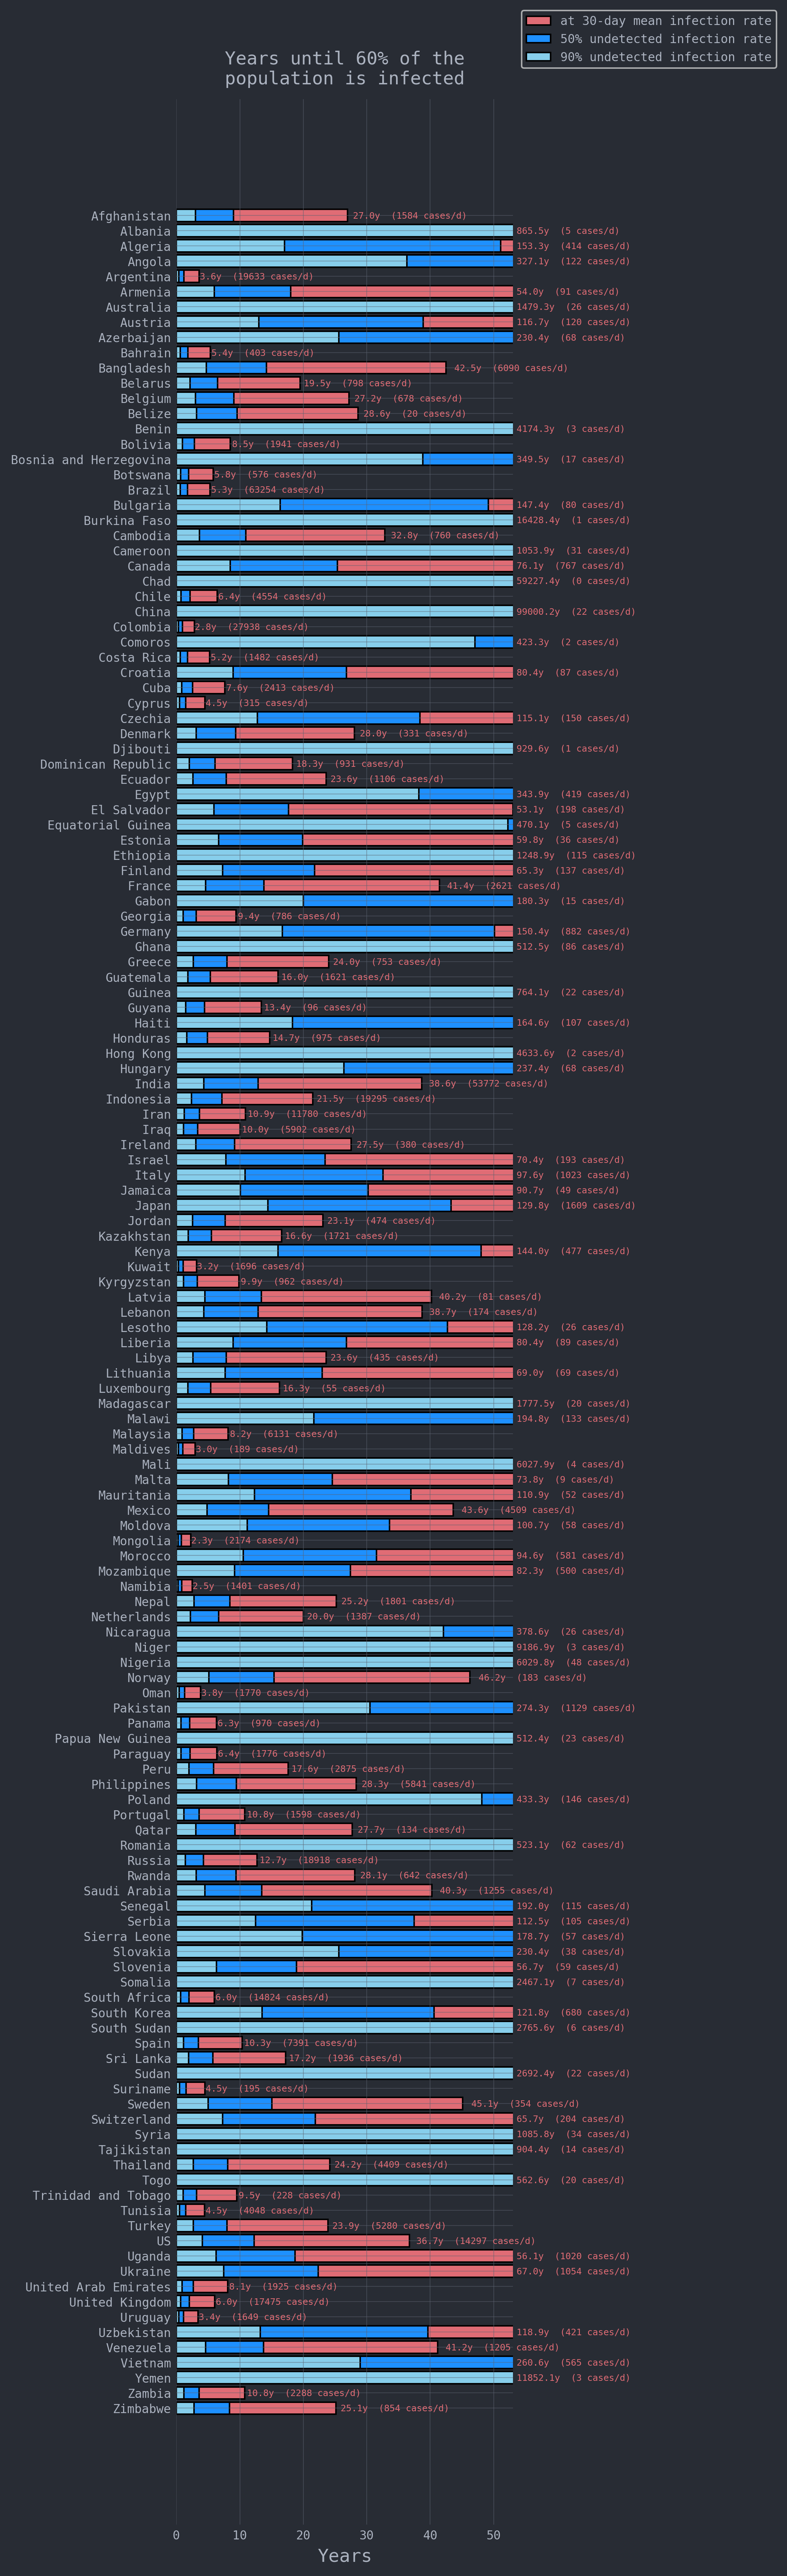 at 30-day mean infection rate
50% undetected infection rate
90% undetected infection rate
Years until 60% of the
population is infected
Afghanistan 27.0y (1584 cases/d)
Albania 865.5y (5 cases/d)
Algeria 153.3y (414 cases/d)
Angola 327.1y (122 cases/d)
Argentina 3.6y (19633 cases/d)
Armenia 54.0y (91 cases/d)
Australia 1479.3y (26 cases/d)
Austria 116.7y (120 cases/d)
Azerbaijan 230.4y (68 cases/d)
Bahrain 5.4y (403 cases/d)
Bangladesh 42.5y (6090 cases/d)
Belarus 19.5y (798 cases/d)
Belgium 27.2y (678 cases/d)
Belize 28.6y (20 cases/d)
Benin 4174.3y (3 cases/d)
Bolivia 8.5y (1941 cases/d)
Bosnia and Herzegovina 349.5y (17 cases/d)
Botswana 5.8y (576 cases/d)
Brazil 5.3y (63254 cases/d)
Bulgaria 147.4y (80 cases/d)
Burkina Faso 16428.4y (1 cases/d)
Cambodia 32.8y (760 cases/d)
Cameroon 1053.9y (31 cases/d)
Canada 76.1y (767 cases/d)
Chad 59227.4y (0 cases/d)
Chile 6.4y (4554 cases/d)
China 99000.2y (22 cases/d)
Colombia 2.8y (27938 cases/d)
Comoros 423.3y (2 cases/d)
Costa Rica 5.2y (1482 cases/d)
Croatia 80.4y (87 cases/d)
Cuba 7.6y (2413 cases/d)
Cyprus 4.5y (315 cases/d)
Czechia 115.1y (150 cases/d)
Denmark 28.0y (331 cases/d)
Djibouti 929.6y (1 cases/d)
Dominican Republic 18.3y (931 cases/d)
Ecuador 23.6y (1106 cases/d)
Egypt 343.9y (419 cases/d)
El Salvador 53.1y (198 cases/d)
Equatorial Guinea 470.1y (5 cases/d)
Estonia 59.8y (36 cases/d)
Ethiopia 1248.9y (115 cases/d)
Finland 65.3y (137 cases/d)
France 41.4y (2621 cases/d)
Gabon 180.3y (15 cases/d)
Georgia 9.4y (786 cases/d)
Germany 150.4y (882 cases/d)
Ghana 512.5y (86 cases/d)
Greece 24.0y (753 cases/d)
Guatemala 16.0y (1621 cases/d)
Guinea 764.1y (22 cases/d)
Guyana 13.4y (96 cases/d)
Haiti 164.6y (107 cases/d)
Honduras 14.7y (975 cases/d)
Hong Kong 4633.6y (2 cases/d)
Hungary 237.4y (68 cases/d)
India 38.6y (53772 cases/d)
Indonesia 21.5y (19295 cases/d)
Iran 10.9y (11780 cases/d)
Iraq 10.0y (5902 cases/d)
Ireland 27.5y (380 cases/d)
Israel 70.4y (193 cases/d)
Italy 97.6y (1023 cases/d)
Jamaica 90.7y (49 cases/d)
Japan 129.8y (1609 cases/d)
Jordan 23.1y (474 cases/d)
Kazakhstan 16.6y (1721 cases/d)
Kenya 144.0y (477 cases/d)
Kuwait 3.2y (1696 cases/d)
Kyrgyzstan 9.9y (962 cases/d)
Latvia 40.2y (81 cases/d)
Lebanon 38.7y (174 cases/d)
Lesotho 128.2y (26 cases/d)
Liberia 80.4y (89 cases/d)
Libya 23.6y (435 cases/d)
Lithuania 69.0y (69 cases/d)
Luxembourg 16.3y (55 cases/d)
Madagascar 1777.5y (20 cases/d)
Malawi 194.8y (133 cases/d)
Malaysia 8.2y (6131 cases/d)
Maldives 3.0y (189 cases/d)
Mali 6027.9y (4 cases/d)
Malta 73.8y (9 cases/d)
Mauritania 110.9y (52 cases/d)
Mexico 43.6y (4509 cases/d)
Moldova 100.7y (58 cases/d)
Mongolia 2.3y (2174 cases/d)
Morocco 94.6y (581 cases/d)
Mozambique 82.3y (500 cases/d)
Namibia 2.5y (1401 cases/d)
Nepal 25.2y (1801 cases/d)
Netherlands 20.0y (1387 cases/d)
Nicaragua 378.6y (26 cases/d)
Niger 9186.9y (3 cases/d)
Nigeria 6029.8y (48 cases/d)
Norway 46.2y (183 cases/d)
Oman 3.8y (1770 cases/d)
Pakistan 274.3y (1129 cases/d)
Panama 6.3y (970 cases/d)
Papua New Guinea 512.4y (23 cases/d)
Paraguay 6.4y (1776 cases/d)
Peru 17.6y (2875 cases/d)
Philippines 28.3y (5841 cases/d)
Poland 433.3y (146 cases/d)
Portugal 10.8y (1598 cases/d)
Qatar 27.7y (134 cases/d)
Romania 523.1y (62 cases/d)
Russia 12.7y (18918 cases/d)
Rwanda 28.1y (642 cases/d)
Saudi Arabia 40.3y (1255 cases/d)
Senegal 192.0y (115 cases/d)
Serbia 112.5y (105 cases/d)
Sierra Leone 178.7y (57 cases/d)
Slovakia 230.4y (38 cases/d)
Slovenia 56.7y (59 cases/d)
Somalia 2467.1y (7 cases/d)
South Africa 6.0y (14824 cases/d)
South Korea 121.8y (680 cases/d)
South Sudan 2765.6y (6 cases/d)
Spain 10.3y (7391 cases/d)
Sri Lanka 17.2y (1936 cases/d)
Sudan 2692.4y (22 cases/d)
Suriname 4.5y (195 cases/d)
Sweden 45.1y (354 cases/d)
Switzerland 65.7y (204 cases/d)
Syria 1085.8y (34 cases/d)
Tajikistan 904.4y (14 cases/d)
Thailand 24.2y (4409 cases/d)
Togo 562.6y (20 cases/d)
Trinidad and Tobago 9.5y (228 cases/d)
Tunisia 4.5y (4048 cases/d)
Turkey 23.9y (5280 cases/d)
US 36.7y (14297 cases/d)
Uganda 56.1y (1020 cases/d)
Ukraine 67.0y (1054 cases/d)
United Arab Emirates 8.1y (1925 cases/d)
United Kingdom 6.0y (17475 cases/d)
Uruguay 3.4y (1649 cases/d)
Uzbekistan 118.9y (421 cases/d)
Venezuela 41.2y (1205 cases/d)
Vietnam 260.6y (565 cases/d)
Yemen 11852.1y (3 cases/d)
Zambia 10.8y (2288 cases/d)
Zimbabwe 25.1y (854 cases/d)
0 10 20 30 40 50
Years